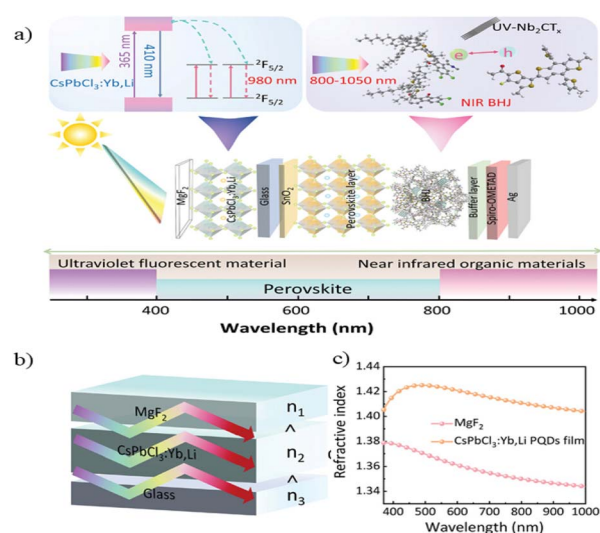 a)
365 nm
410 nm
CsPbCl₃:Yb,Li
²F₅/₂
980 nm
²F₅/₂
UV-Nb₂CTₓ
800-1050 nm
e
h
NIR BHJ
MgF₂
CsPbCl₃:Yb,Li
Glass
SnO₂
Perovskite layer
BHJ
Buffer layer
Spiro-OMETAD
Ag
Ultraviolet fluorescent material
Near infrared organic materials
Perovskite
400
600
800
1000
Wavelength (nm)
b)
MgF₂
n₁
^
CsPbCl₃:Yb,Li
n₂
^
Glass
n₃
c)
Refractive index
1.44
1.42
1.40
1.38
1.36
1.34
MgF₂
CsPbCl₃:Yb,Li PQDs film
400 500 600 700 800 900 1000
Wavelength (nm)